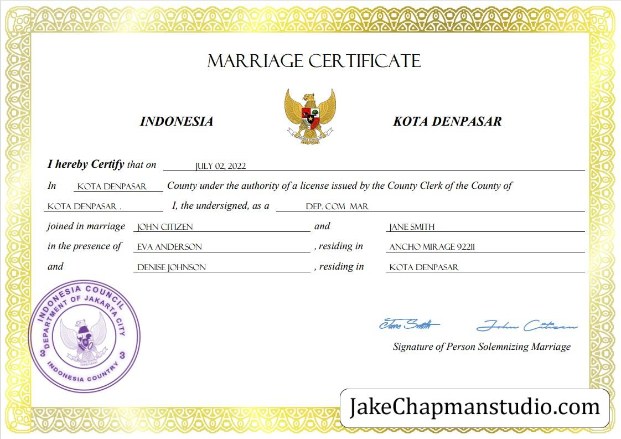 MARRIAGE CERTIFICATE
INDONESIA KOTA DENPASAR
I hereby Certify that on JULY 02, 2022
In KOTA DENPASAR County under the authority of a license issued by the County Clerk of the County of
KOTA DENPASAR . I, the undersigned, as a DEP. COM MAR
joined in marriage JOHN CITIZEN and JANE SMITH
in the presence of EVA ANDERSON , residing in ANCHO MIRAGE 92211
and DENISE JOHNSON , residing in KOTA DENPASAR
INDONESIA COUNCIL
DEPARTMENT OF JAKARTA CITY
3 3
INDONESIA COUNTRY
John Citizen
Signature of Person Solemnizing Marriage
JakeChapmanstudio.com